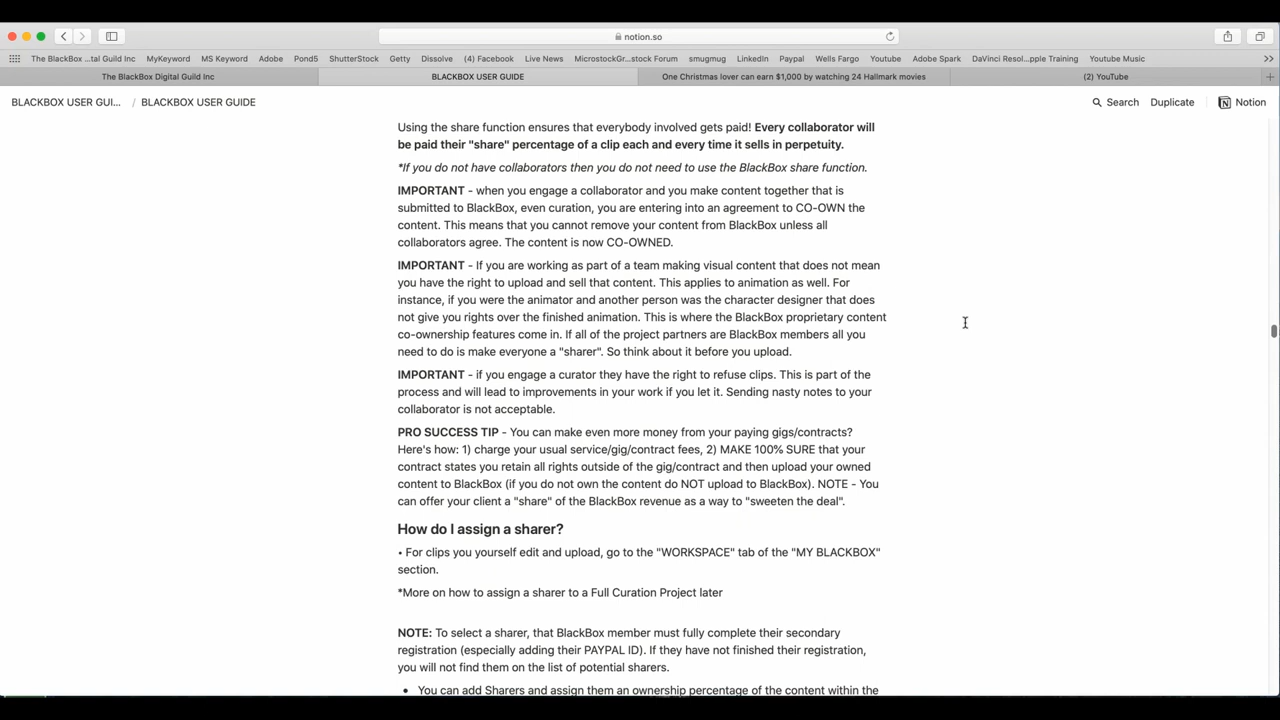 notion.so
The BlackBox ...tal Guild Inc MyKeyword MS Keyword Adobe Pond5 ShutterStock Getty Dissolve (4) Facebook Live News MicrostockGr...stock Forum smugmug LinkedIn Paypal Wells Fargo Youtube Adobe Spark DaVinci Resol...pple Training Youtube Music
The BlackBox Digital Guild Inc BLACKBOX USER GUIDE One Christmas lover can earn $1,000 by watching 24 Hallmark movies (2) YouTube
BLACKBOX USER GUI... / BLACKBOX USER GUIDE Search Duplicate Notion
Using the share function ensures that everybody involved gets paid! Every collaborator will
be paid their "share" percentage of a clip each and every time it sells in perpetuity.
*If you do not have collaborators then you do not need to use the BlackBox share function.
IMPORTANT - when you engage a collaborator and you make content together that is
submitted to BlackBox, even curation, you are entering into an agreement to CO-OWN the
content. This means that you cannot remove your content from BlackBox unless all
collaborators agree. The content is now CO-OWNED.
IMPORTANT - If you are working as part of a team making visual content that does not mean
you have the right to upload and sell that content. This applies to animation as well. For
instance, if you were the animator and another person was the character designer that does
not give you rights over the finished animation. This is where the BlackBox proprietary content
co-ownership features come in. If all of the project partners are BlackBox members all you
need to do is make everyone a "sharer". So think about it before you upload.
IMPORTANT - if you engage a curator they have the right to refuse clips. This is part of the
process and will lead to improvements in your work if you let it. Sending nasty notes to your
collaborator is not acceptable.
PRO SUCCESS TIP - You can make even more money from your paying gigs/contracts?
Here's how: 1) charge your usual service/gig/contract fees, 2) MAKE 100% SURE that your
contract states you retain all rights outside of the gig/contract and then upload your owned
content to BlackBox (if you do not own the content do NOT upload to BlackBox). NOTE - You
can offer your client a "share" of the BlackBox revenue as a way to "sweeten the deal".
How do I assign a sharer?
• For clips you yourself edit and upload, go to the "WORKSPACE" tab of the "MY BLACKBOX"
section.
*More on how to assign a sharer to a Full Curation Project later
NOTE: To select a sharer, that BlackBox member must fully complete their secondary
registration (especially adding their PAYPAL ID). If they have not finished their registration,
you will not find them on the list of potential sharers.
• You can add Sharers and assign them an ownership percentage of the content within the